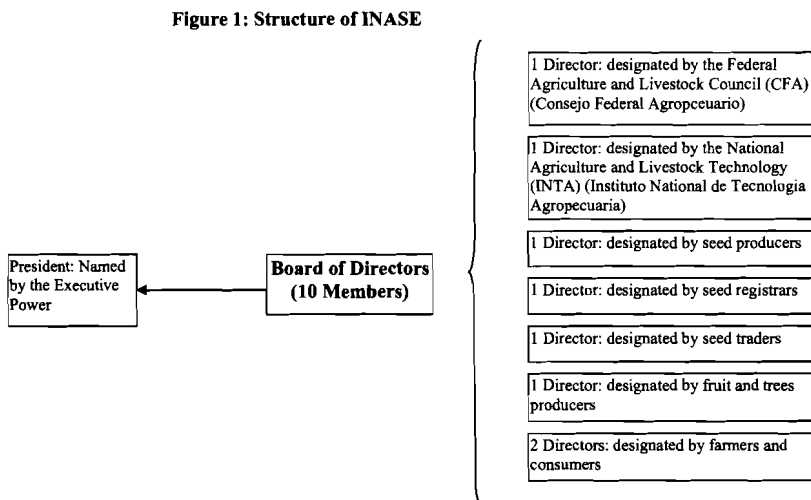 Figure 1: Structure of INASE
1 Director: designated by the Federal
Agriculture and Livestock Council (CFA)
(Consejo Federal Agropceuario)
1 Director: designated by the National
Agriculture and Livestock Technology
(INTA) (Instituto National de Tecnologia
Agropecuaria)
1 Director: designated by seed producers
President: Named
by the Executive
Power
Board of Directors
(10 Members)
1 Director: designated by seed registrars
1 Director: designated by seed traders
1 Director: designated by fruit and trees
producers
2 Directors: designated by farmers and
consumers